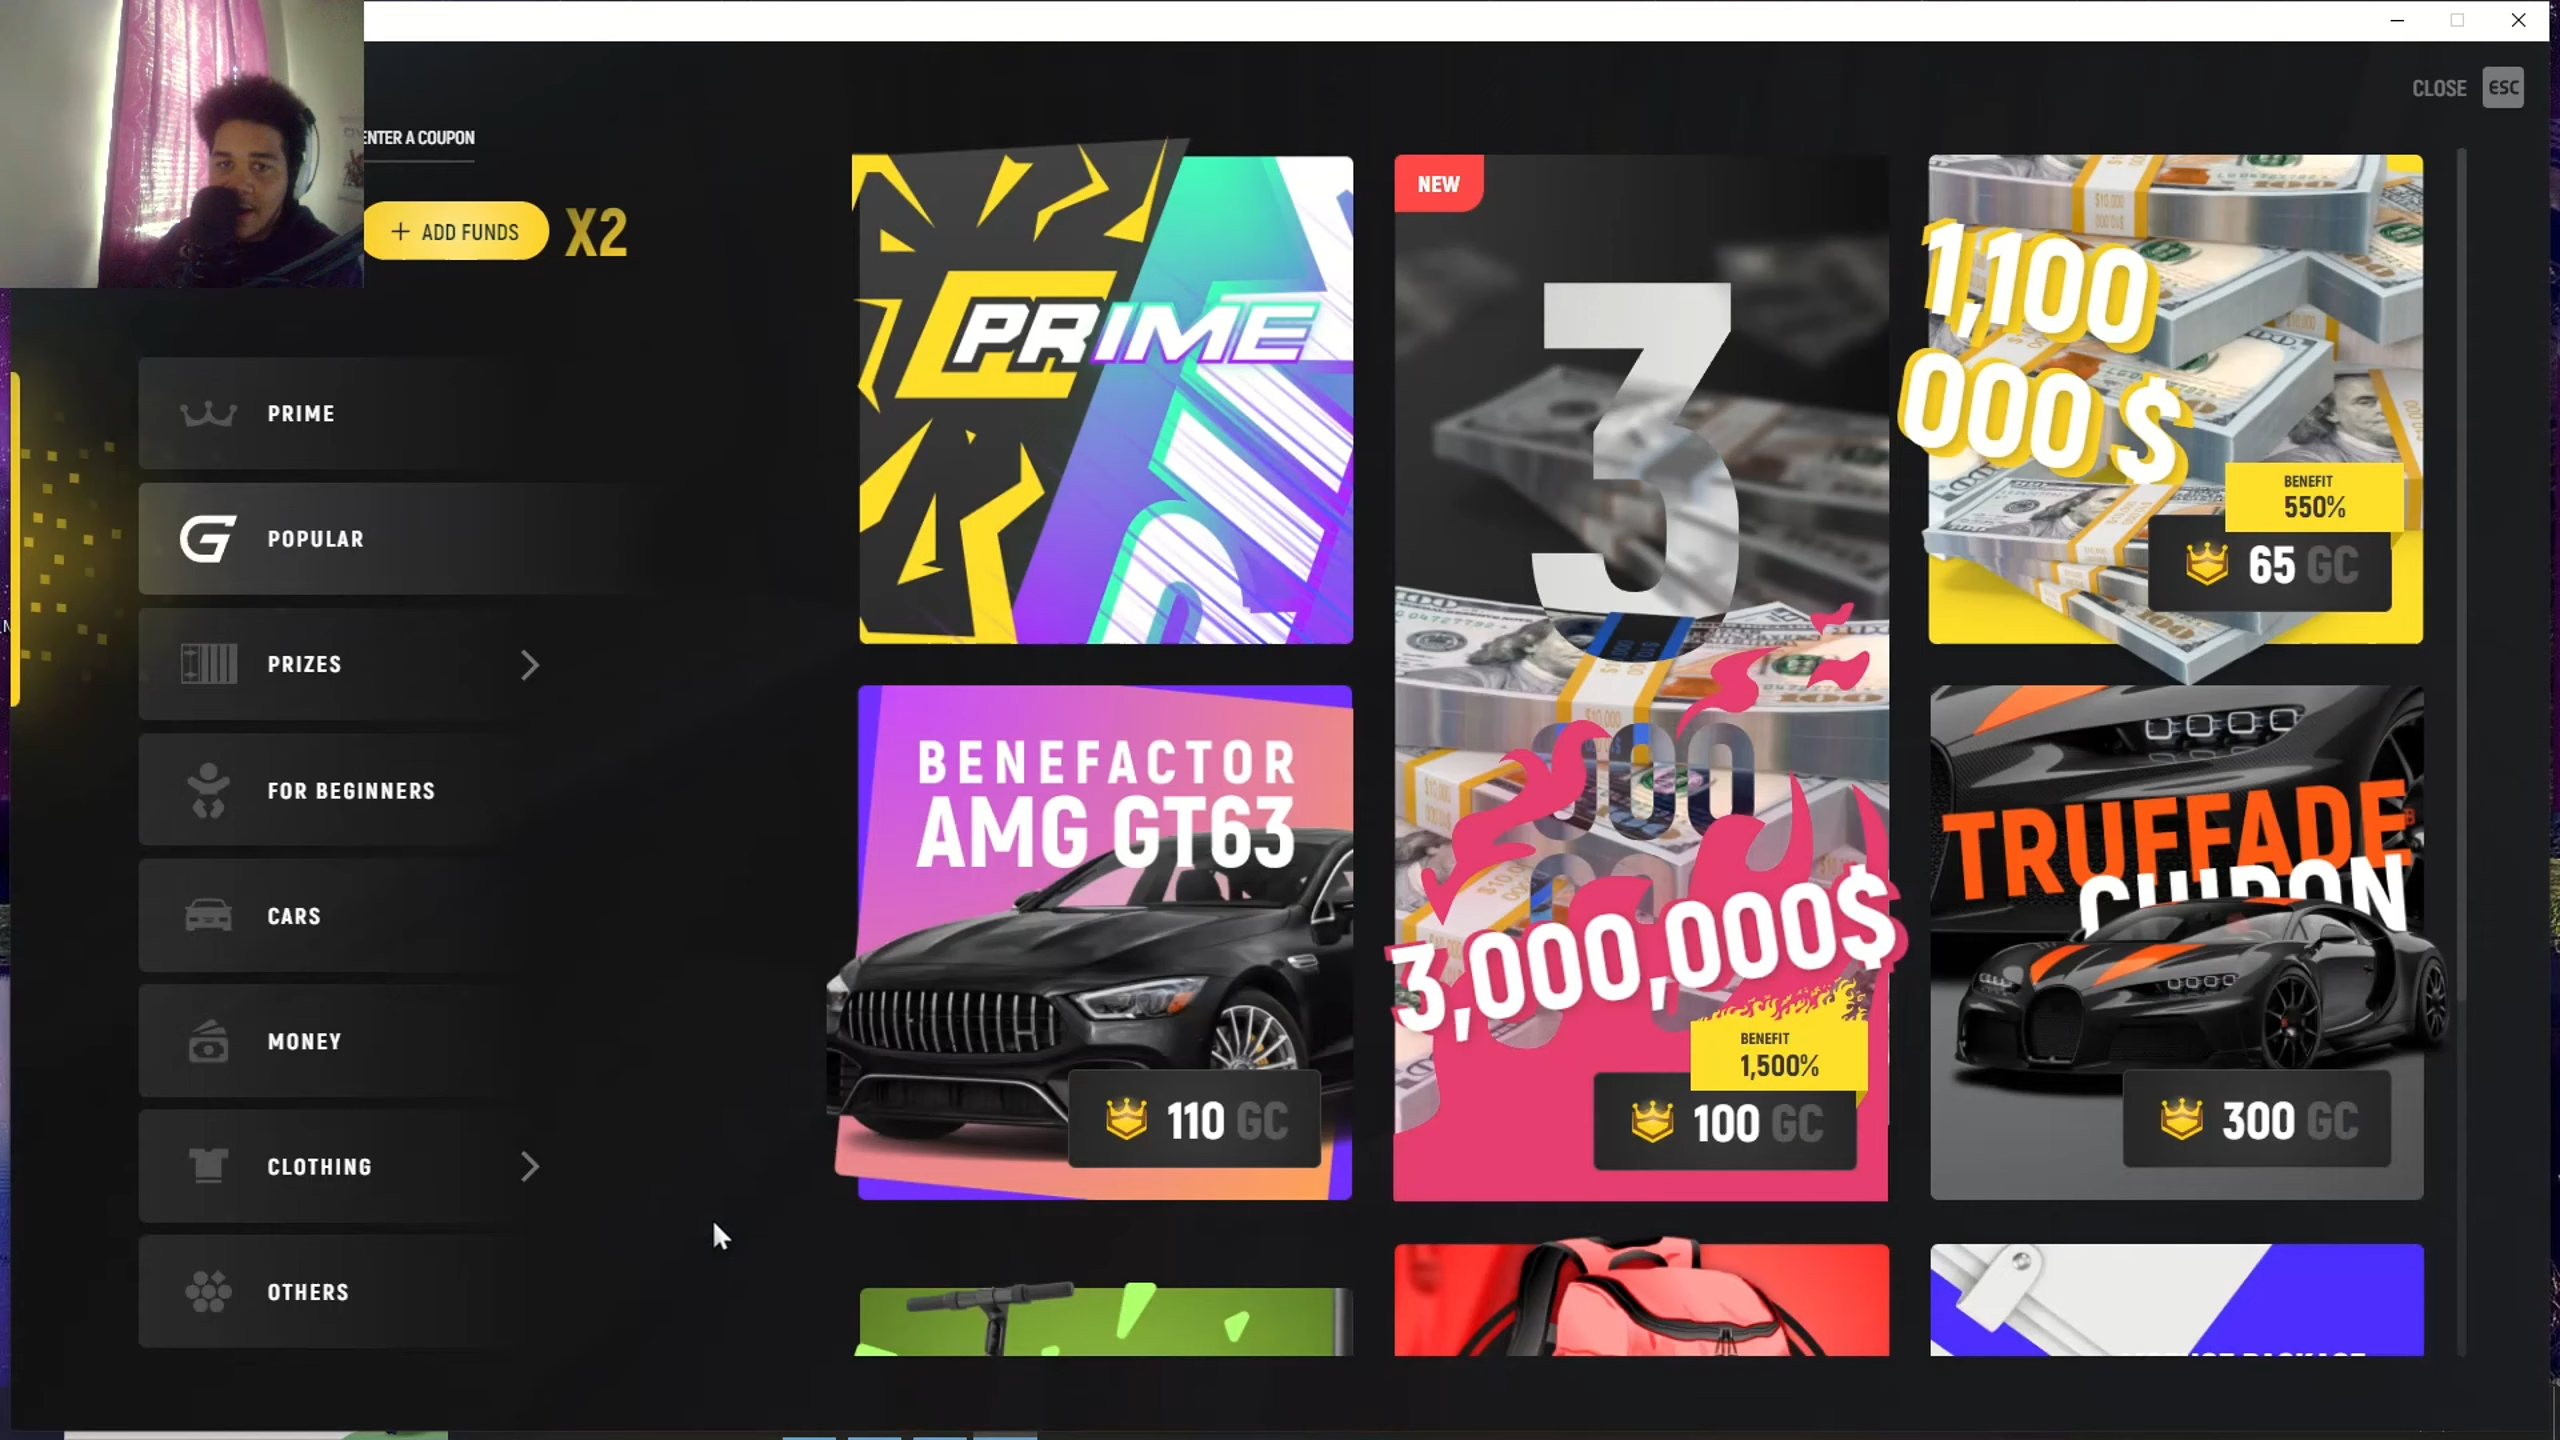 CLOSE ESC
ENTER A COUPON
+ ADD FUNDS X2
PRIME
POPULAR
PRIZES
FOR BEGINNERS
CARS
MONEY
CLOTHING
OTHERS
PRIME
NEW
3
000
3,000,000$
BENEFIT
1,500%
100 GC
1,100
000 $
BENEFIT
550%
65 GC
BENEFACTOR
AMG GT63
110 GC
TRUFFADE
300 GC